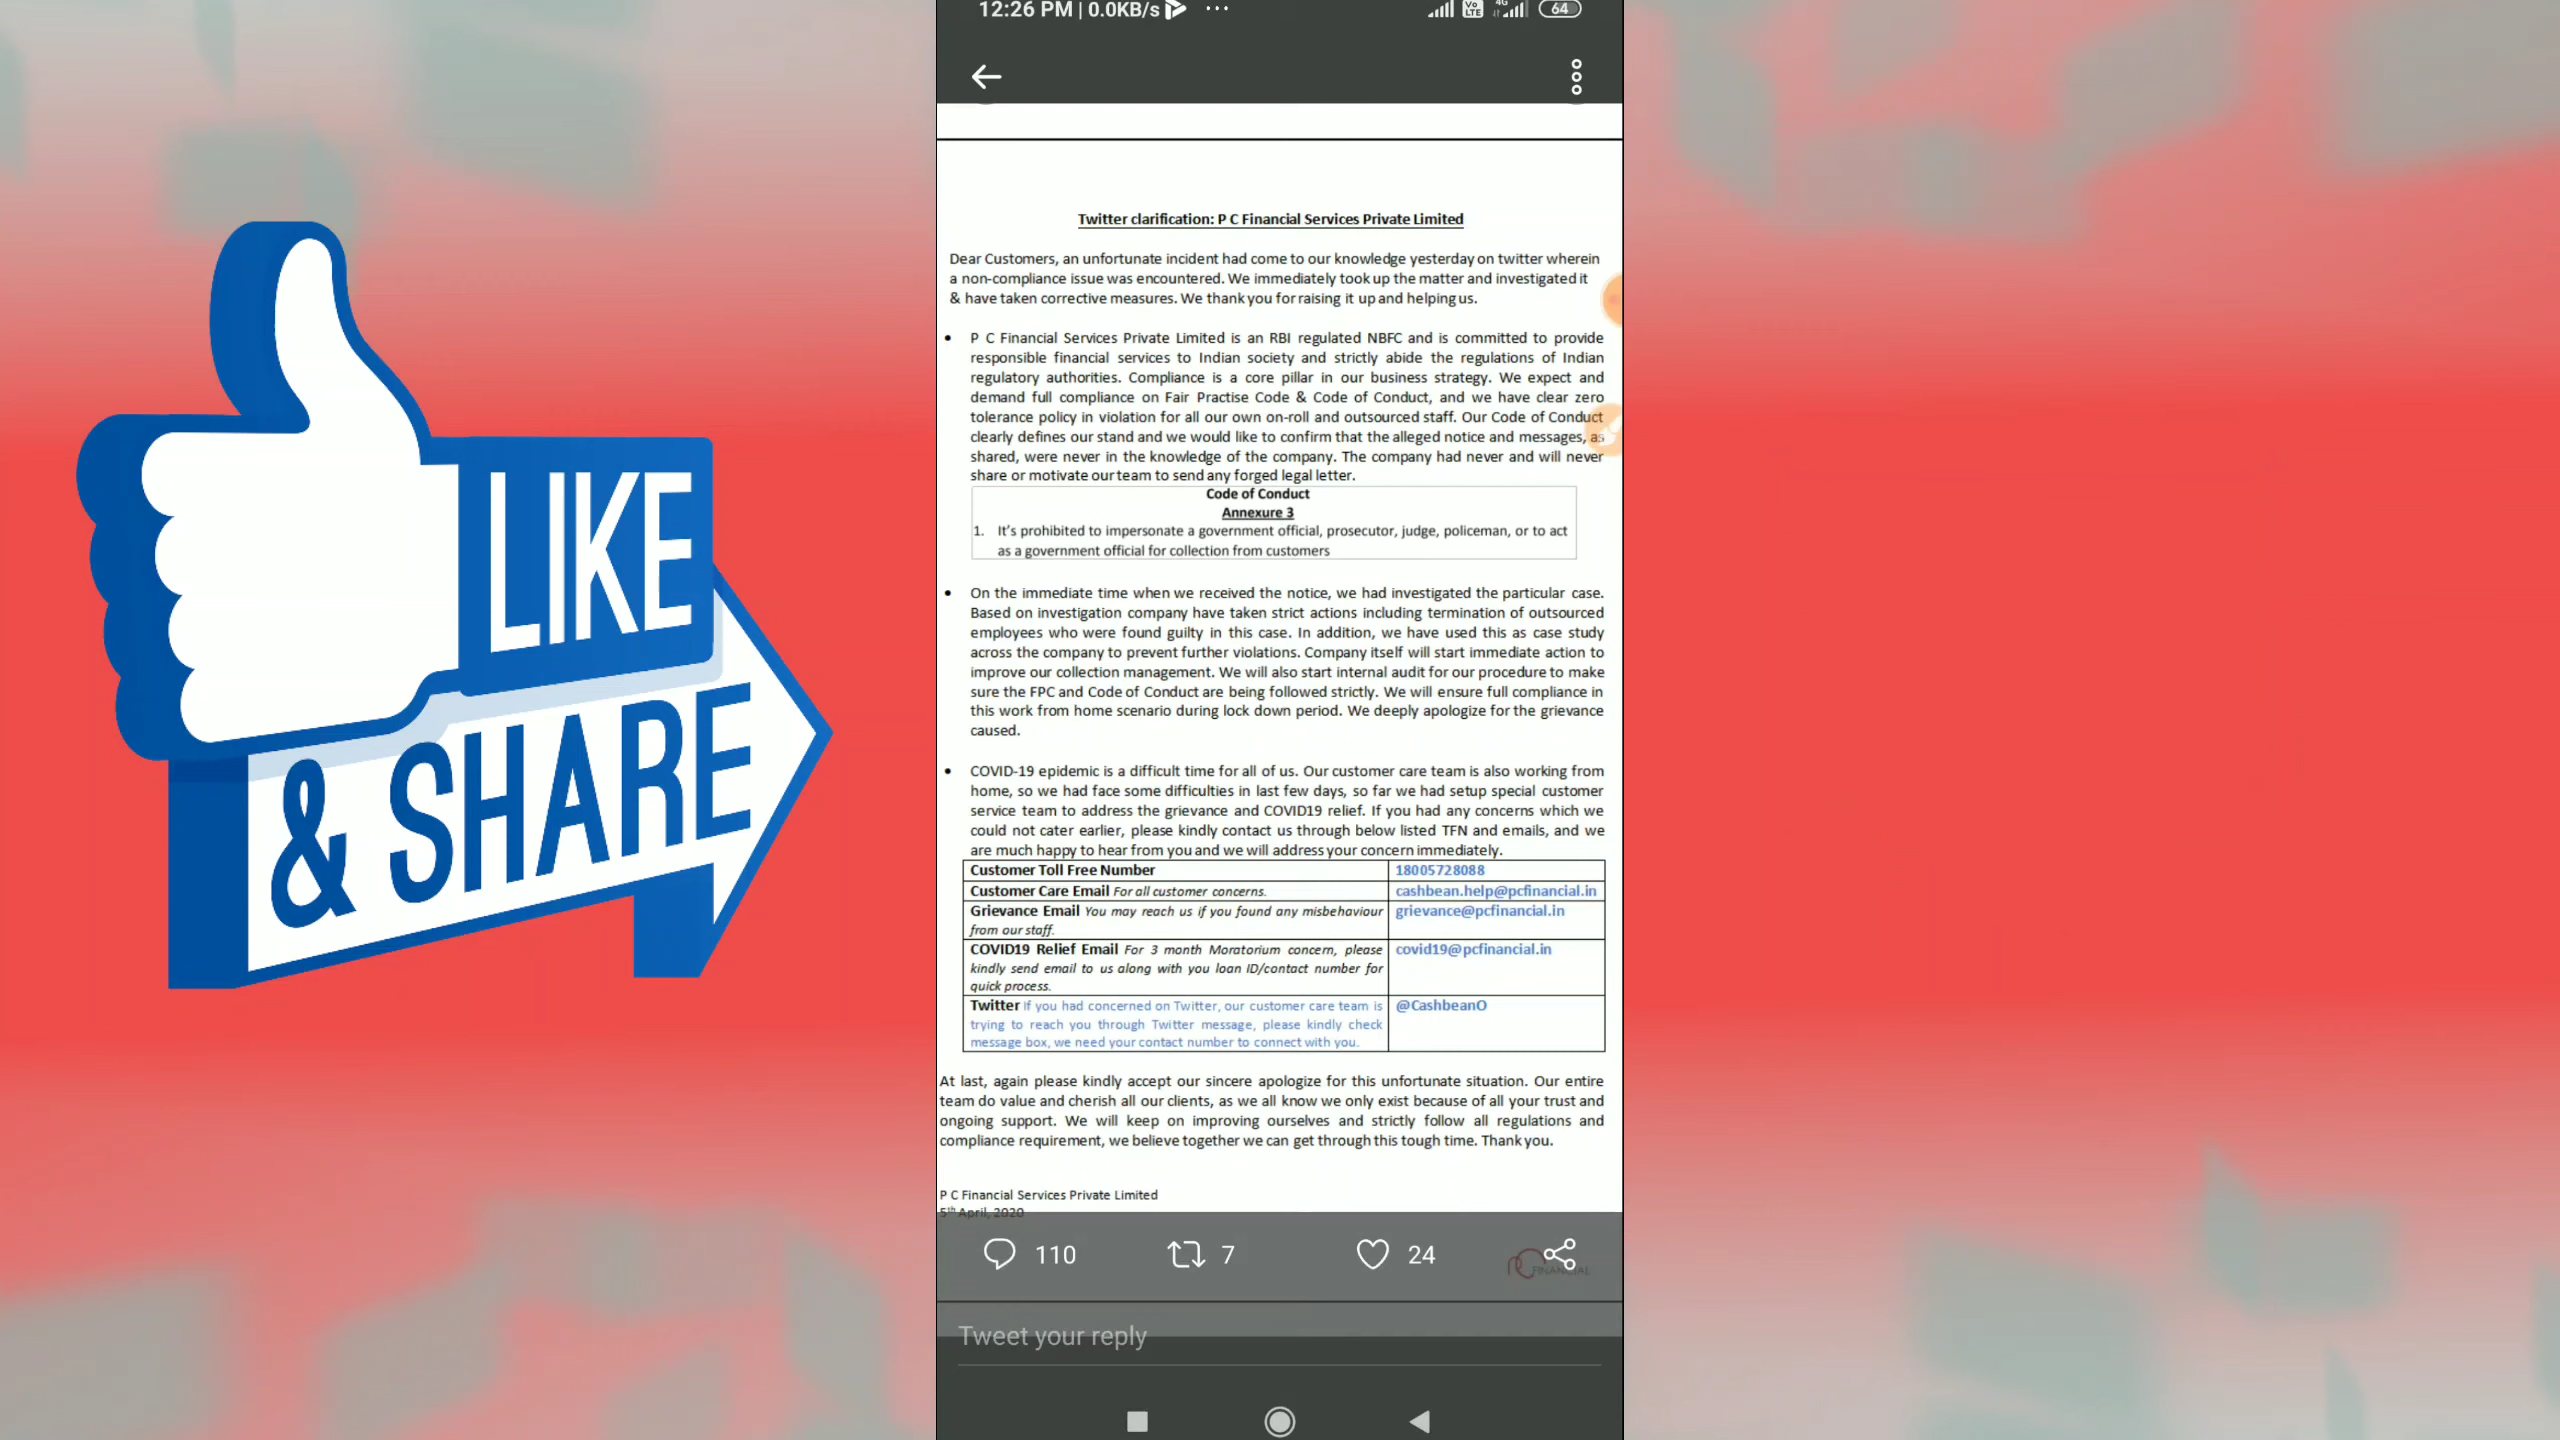 12:26 PM | 0.0KB/s ...
Vo LTE 4G 64
LIKE
& SHARE
Twitter clarification: P C Financial Services Private Limited
Dear Customers, an unfortunate incident had come to our knowledge yesterday on twitter wherein
a non-compliance issue was encountered. We immediately took up the matter and investigated it
& have taken corrective measures. We thank you for raising it up and helping us.
• P C Financial Services Private Limited is an RBI regulated NBFC and is committed to provide
responsible financial services to Indian society and strictly abide the regulations of Indian
regulatory authorities. Compliance is a core pillar in our business strategy. We expect and
demand full compliance on Fair Practise Code & Code of Conduct, and we have clear zero
tolerance policy in violation for all our own on-roll and outsourced staff. Our Code of Conduct
clearly defines our stand and we would like to confirm that the alleged notice and messages, as
shared, were never in the knowledge of the company. The company had never and will never
share or motivate our team to send any forged legal letter.
Code of Conduct
Annexure 3
1. It's prohibited to impersonate a government official, prosecutor, judge, policeman, or to act
as a government official for collection from customers
• On the immediate time when we received the notice, we had investigated the particular case.
Based on investigation company have taken strict actions including termination of outsourced
employees who were found guilty in this case. In addition, we have used this as case study
across the company to prevent further violations. Company itself will start immediate action to
improve our collection management. We will also start internal audit for our procedure to make
sure the FPC and Code of Conduct are being followed strictly. We will ensure full compliance in
this work from home scenario during lock down period. We deeply apologize for the grievance
caused.
• COVID-19 epidemic is a difficult time for all of us. Our customer care team is also working from
home, so we had face some difficulties in last few days, so far we had setup special customer
service team to address the grievance and COVID19 relief. If you had any concerns which we
could not cater earlier, please kindly contact us through below listed TFN and emails, and we
are much happy to hear from you and we will address your concern immediately.
Customer Toll Free Number 18005728088
Customer Care Email For all customer concerns. cashbean.help@pcfinancial.in
Grievance Email You may reach us if you found any misbehaviour grievance@pcfinancial.in
from our staff.
COVID19 Relief Email For 3 month Moratorium concern, please covid19@pcfinancial.in
kindly send email to us along with you loan ID/contact number for
quick process.
Twitter If you had concerned on Twitter, our customer care team is @CashbeanO
trying to reach you through Twitter message, please kindly check
message box, we need your contact number to connect with you.
At last, again please kindly accept our sincere apologize for this unfortunate situation. Our entire
team do value and cherish all our clients, as we all know we only exist because of all your trust and
ongoing support. We will keep on improving ourselves and strictly follow all regulations and
compliance requirement, we believe together we can get through this tough time. Thank you.
P C Financial Services Private Limited
5th April, 2020
110 7 24
FINANCIAL
Tweet your reply